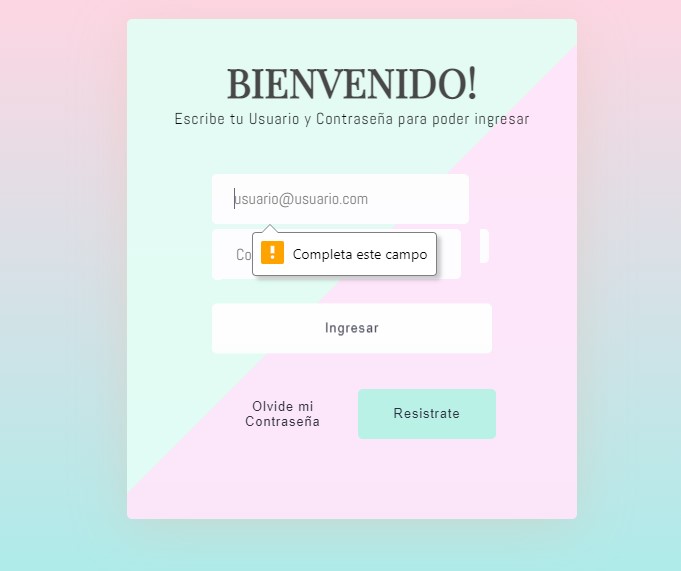 BIENVENIDO!
Escribe tu Usuario y Contraseña para poder ingresar
usuario@usuario.com
Completa este campo
Ingresar
Olvide mi
Contraseña
Resistrate